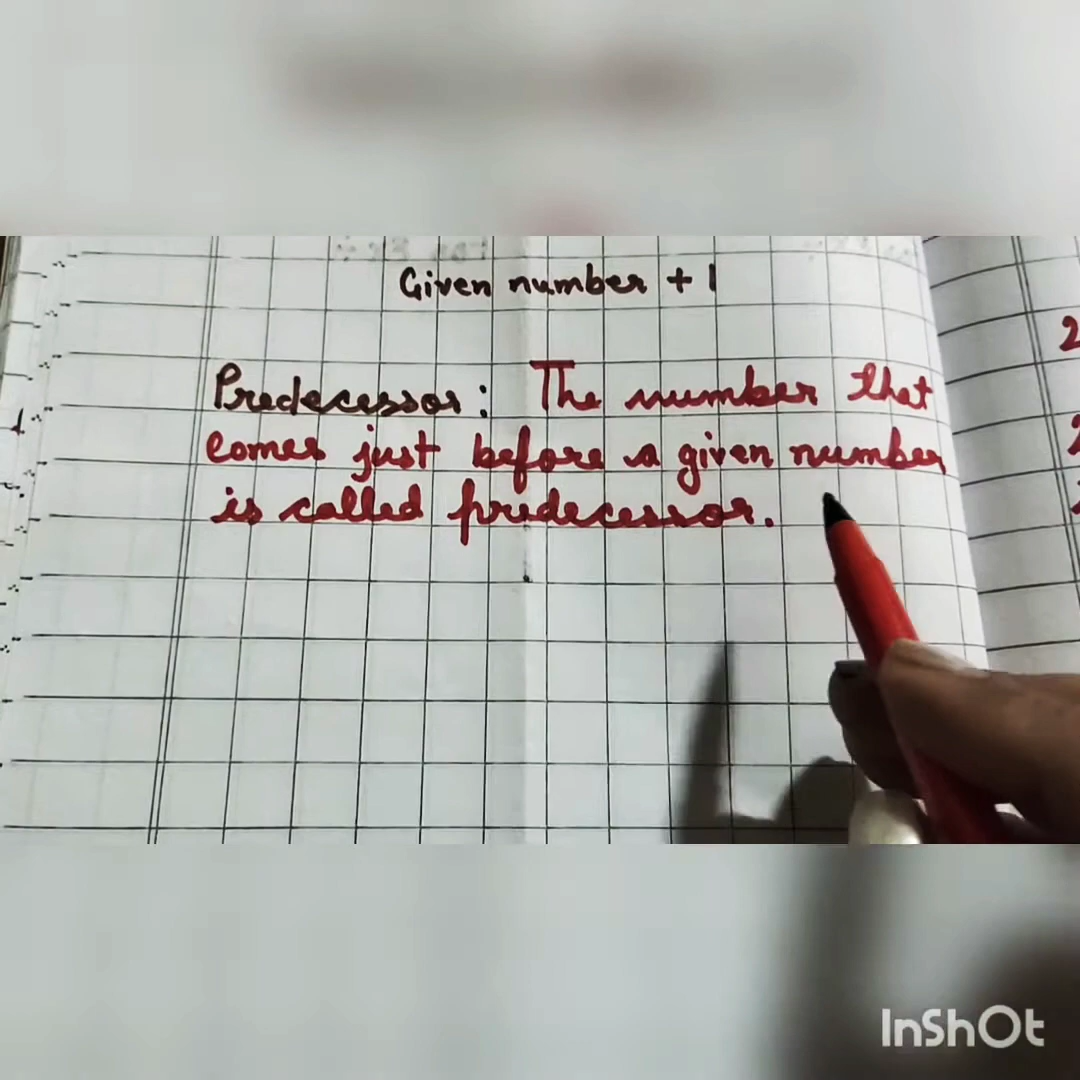 Given number + 1
Predecessor: The number that
comes just before a given number
is called predecessor.
InShOt